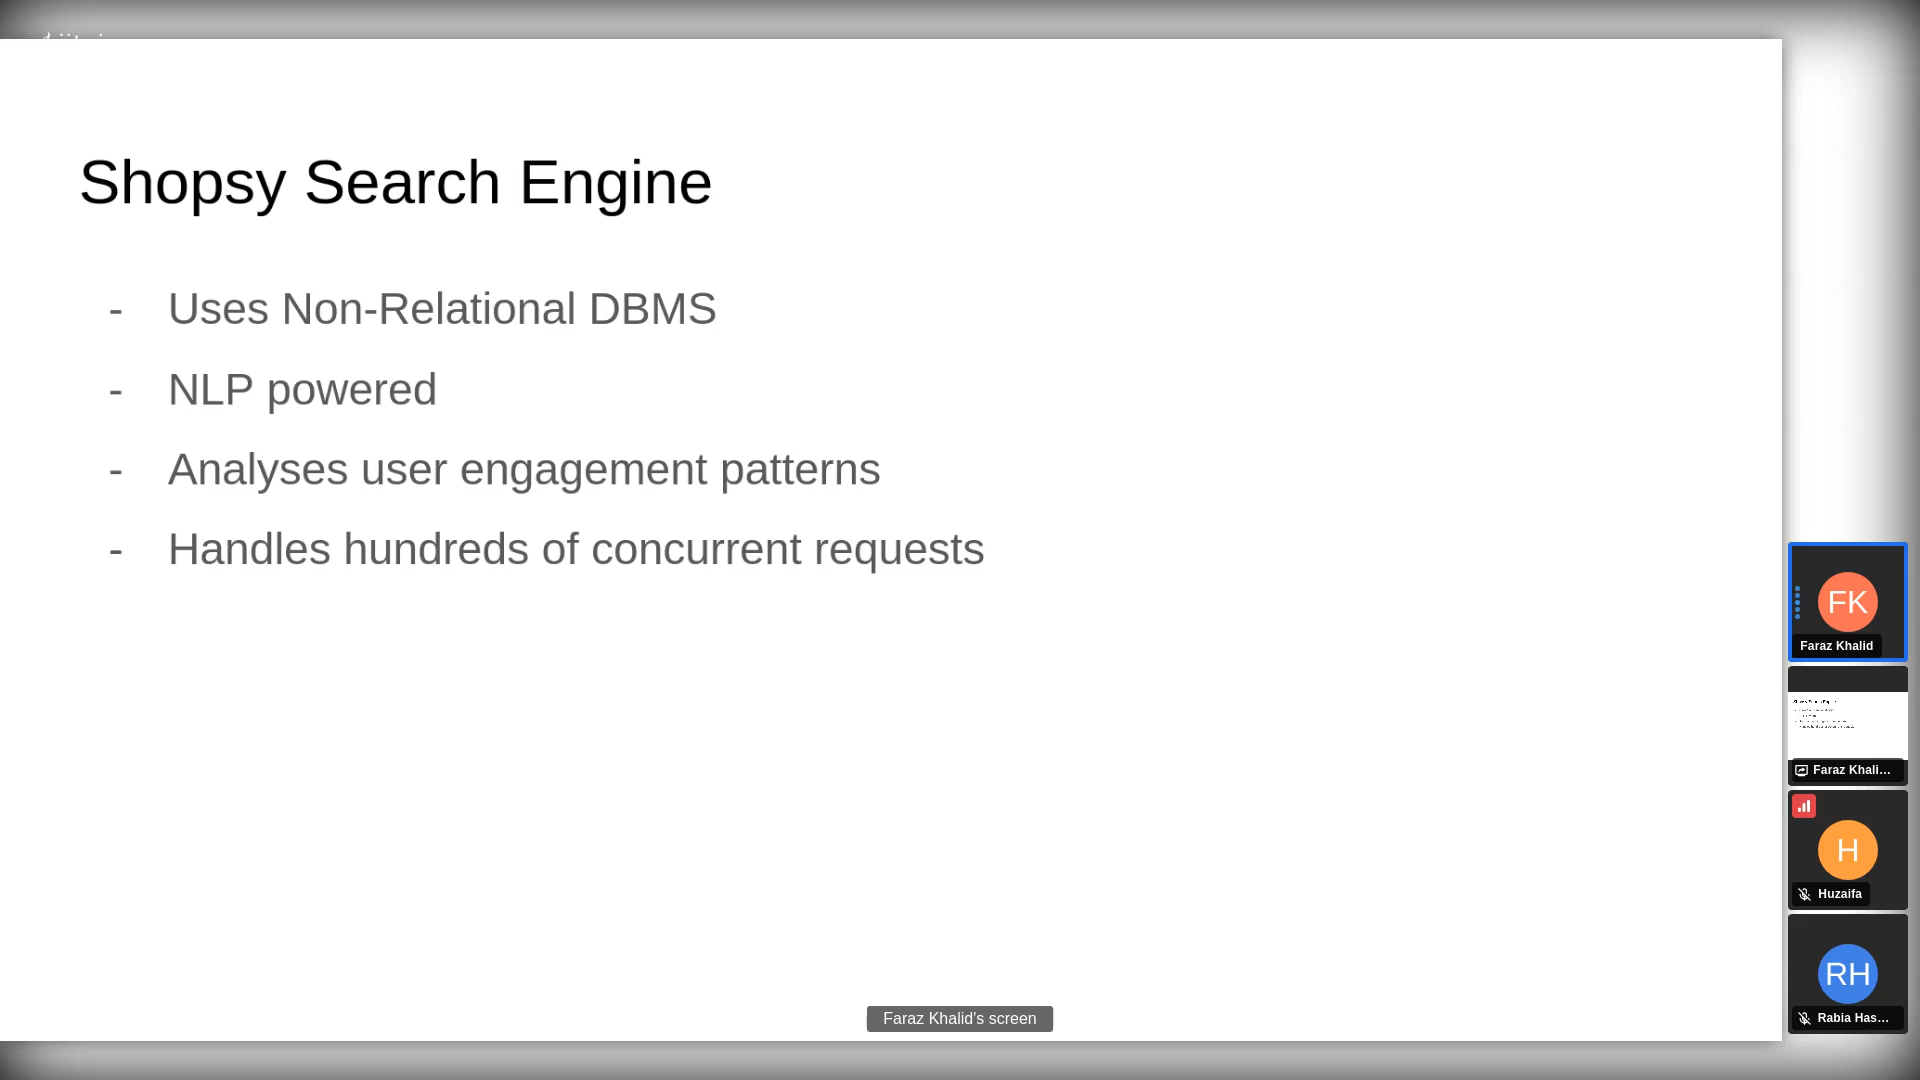 Shopsy Search Engine
- Uses Non-Relational DBMS
- NLP powered
- Analyses user engagement patterns
- Handles hundreds of concurrent requests
FK
Faraz Khalid
Faraz Khali...
H
Huzaifa
RH
Rabia Has...
Faraz Khalid's screen